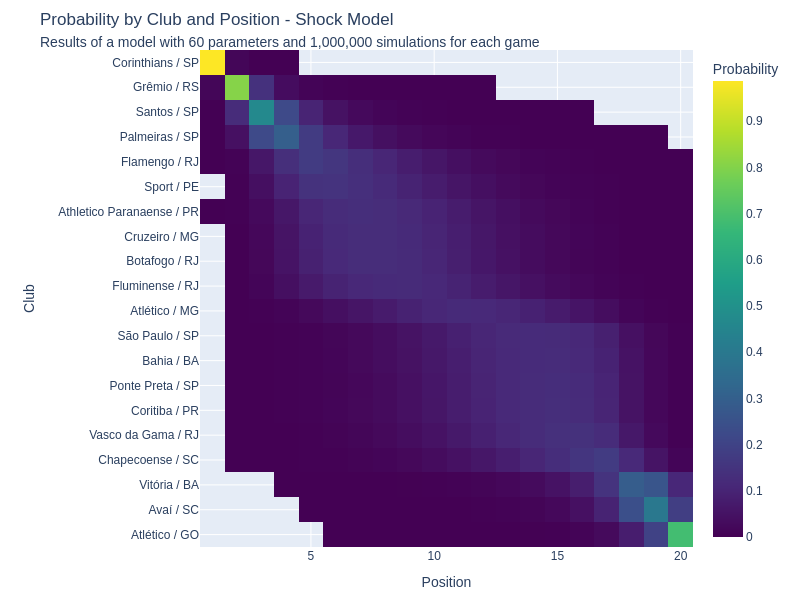 Probability by Club and Position - Shock Model
Results of a model with 60 parameters and 1,000,000 simulations for each game
Corinthians / SP
Grêmio / RS
Santos / SP
Palmeiras / SP
Flamengo / RJ
Sport / PE
Athletico Paranaense / PR
Cruzeiro / MG
Botafogo / RJ
Fluminense / RJ
Atlético / MG
São Paulo / SP
Bahia / BA
Ponte Preta / SP
Coritiba / PR
Vasco da Gama / RJ
Chapecoense / SC
Vitória / BA
Avaí / SC
Atlético / GO
Club
5
10
15
20
Position
Probability
0.9
0.8
0.7
0.6
0.5
0.4
0.3
0.2
0.1
0